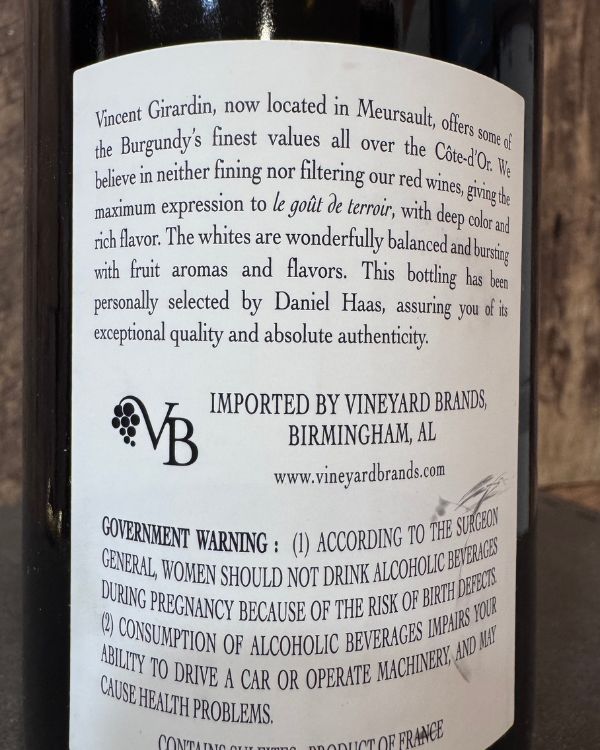 Vincent Girardin, now located in Meursault, offers some of
the Burgundy's finest values all over the Côte-d'Or. We
believe in neither fining nor filtering our red wines, giving the
maximum expression to le goût de terroir, with deep color and
rich flavor. The whites are wonderfully balanced and bursting
with fruit aromas and flavors. This bottling has been
personally selected by Daniel Haas, assuring you of its
exceptional quality and absolute authenticity.
VB
IMPORTED BY VINEYARD BRANDS,
BIRMINGHAM, AL
www.vineyardbrands.com
GOVERNMENT WARNING : (1) ACCORDING TO THE SURGEON
GENERAL, WOMEN SHOULD NOT DRINK ALCOHOLIC BEVERAGES
DURING PREGNANCY BECAUSE OF THE RISK OF BIRTH DEFECTS.
(2) CONSUMPTION OF ALCOHOLIC BEVERAGES IMPAIRS YOUR
ABILITY TO DRIVE A CAR OR OPERATE MACHINERY, AND MAY
CAUSE HEALTH PROBLEMS.
CONTAINS SULFITES - PRODUCT OF FRANCE